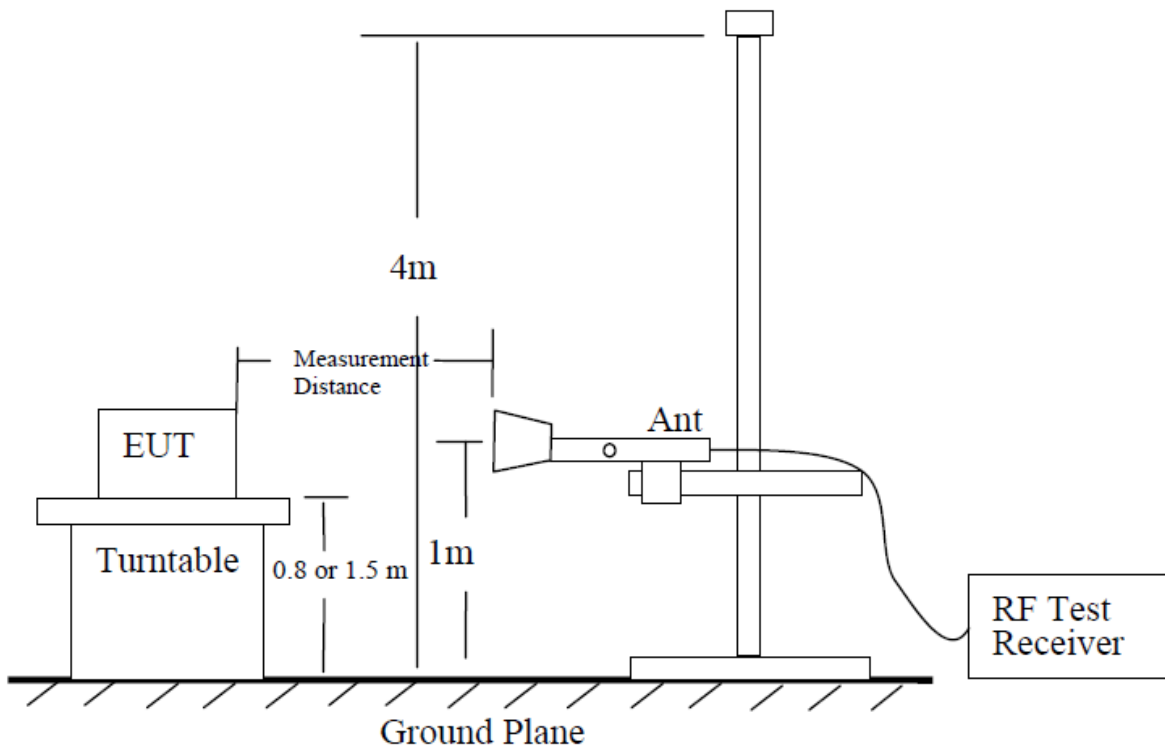 4m
Measurement
Distance
EUT
Ant
Turntable
0.8 or 1.5 m
1m
RF Test
Receiver
Ground Plane